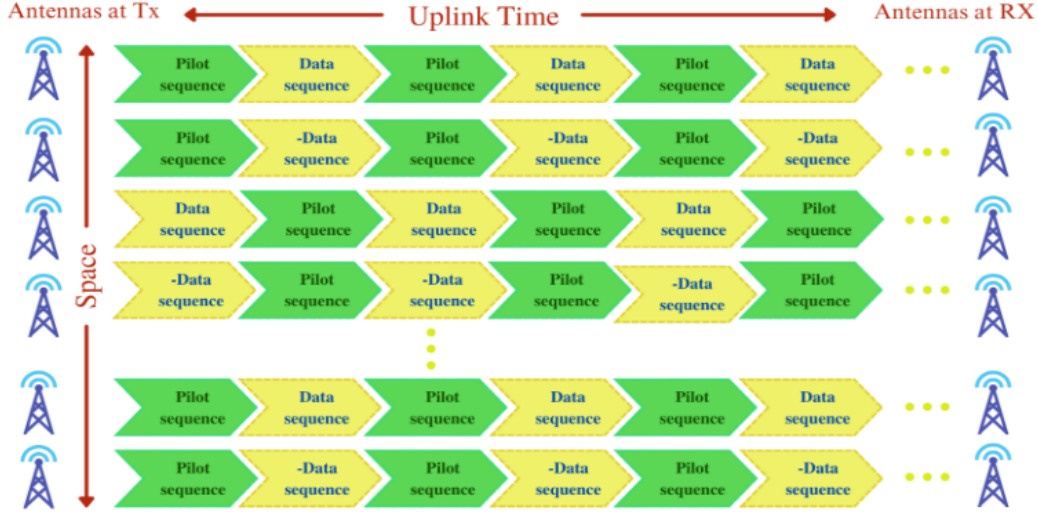 Antennas at Tx
Uplink Time
Antennas at RX
Space
Pilot sequence
Data sequence
Pilot sequence
Data sequence
Pilot sequence
Data sequence
Pilot sequence
-Data sequence
Pilot sequence
-Data sequence
Pilot sequence
-Data sequence
Data sequence
Pilot sequence
Data sequence
Pilot sequence
Data sequence
Pilot sequence
-Data sequence
Pilot sequence
-Data sequence
Pilot sequence
-Data sequence
Pilot sequence
Pilot sequence
Data sequence
Pilot sequence
Data sequence
Pilot sequence
Data sequence
Pilot sequence
-Data sequence
Pilot sequence
-Data sequence
Pilot sequence
-Data sequence